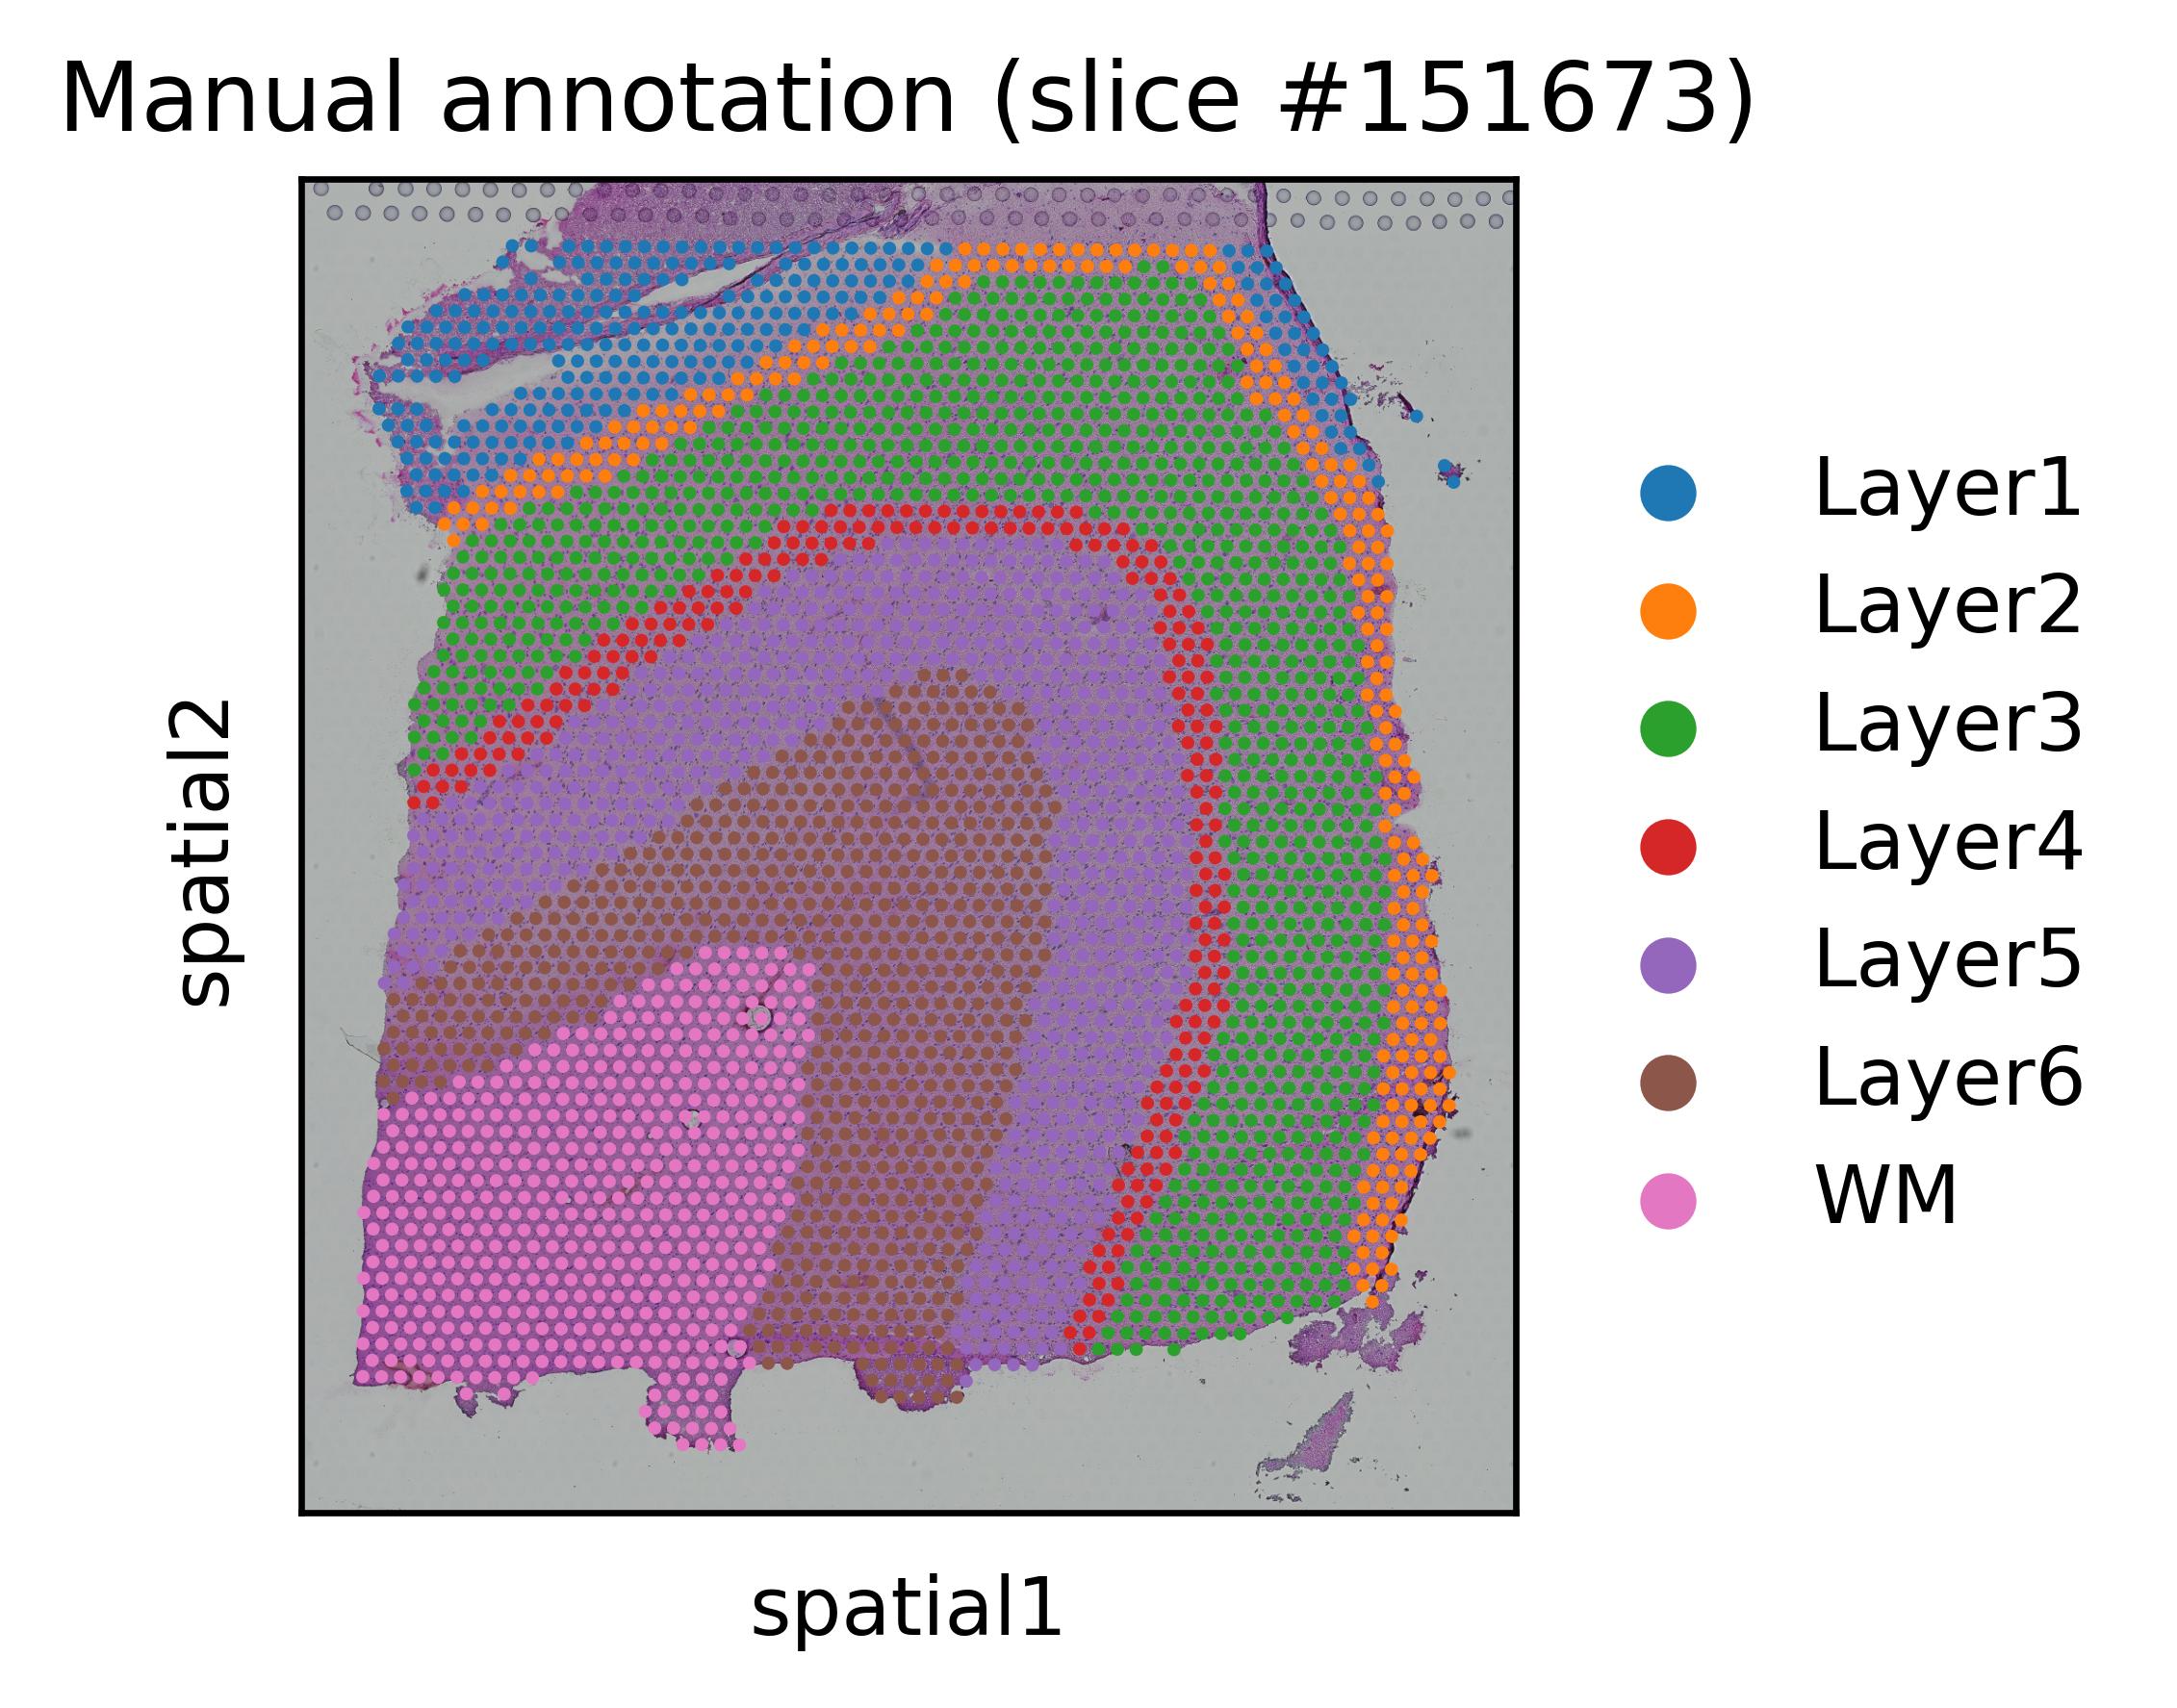 Manual annotation (slice #151673)
spatial2
spatial1
Layer1
Layer2
Layer3
Layer4
Layer5
Layer6
WM